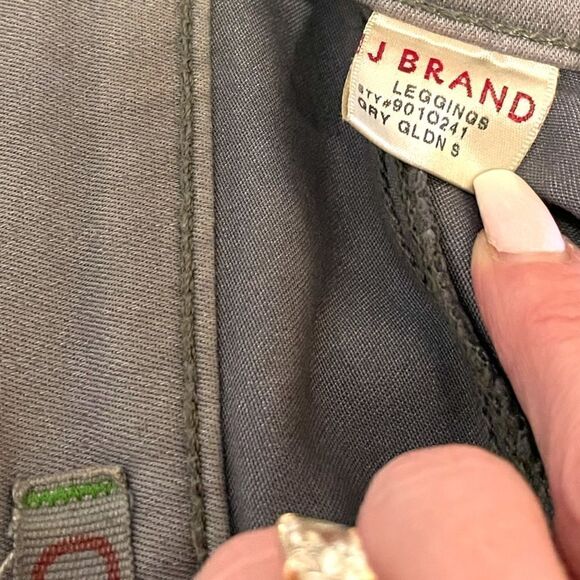 J BRAND
LEGGINGS
STY#9010241
GRY GLDN S